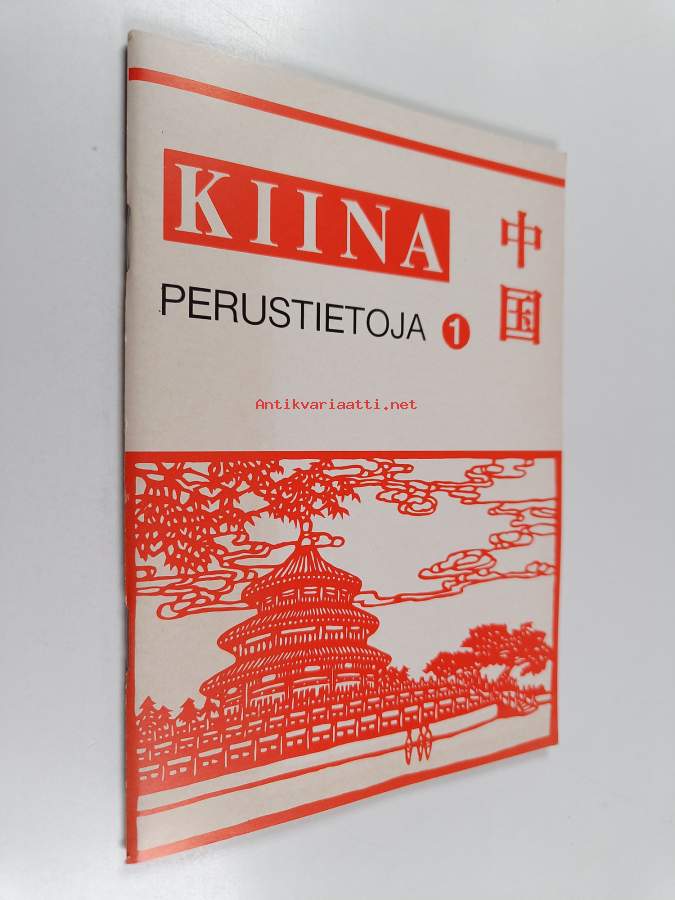 KIINA
中国
PERUSTIETOJA 1
Antikvariaatti.net